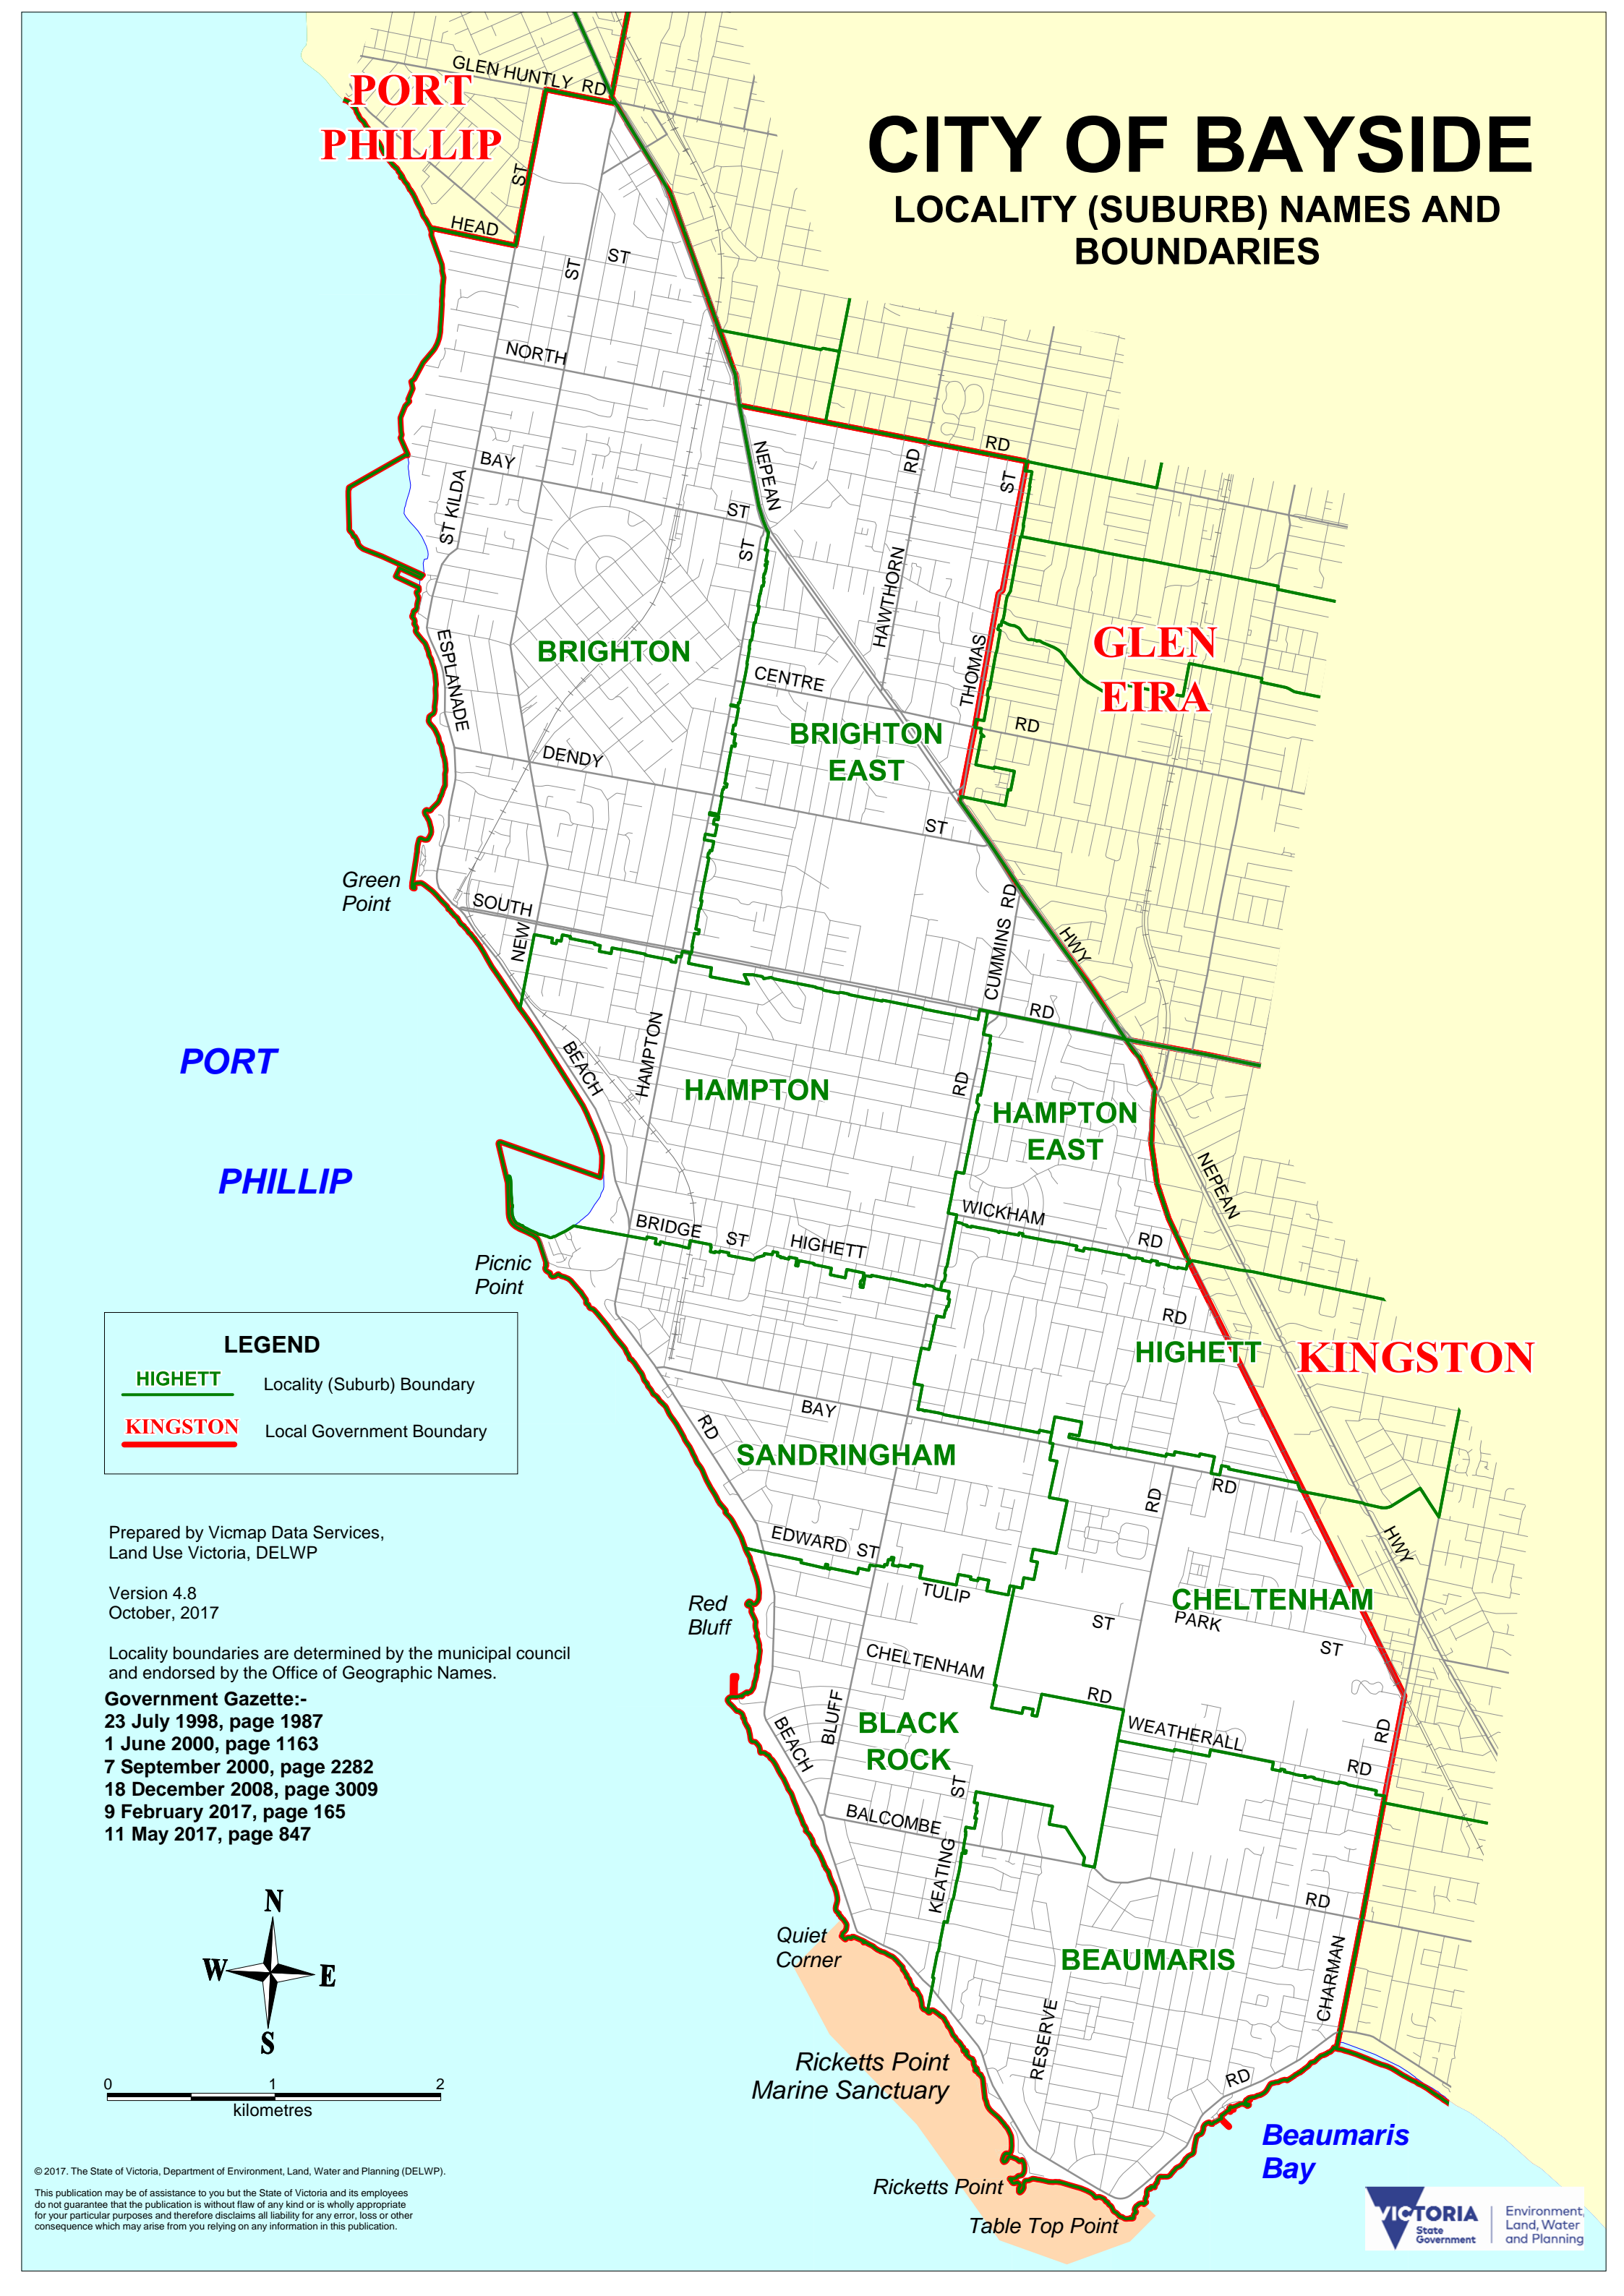 CITY OF BAYSIDE
LOCALITY (SUBURB) NAMES AND
BOUNDARIES
GLEN HUNTLY RD
PORT
PHILLIP
ST
HEAD
ST
ST
NORTH
RD
NEPEAN
RD
ST
BAY
ST
ST KILDA
ST
HAWTHORN
THOMAS
GLEN
EIRA
ESPLANADE
BRIGHTON
CENTRE
RD
BRIGHTON
EAST
DENDY
ST
Green
Point
SOUTH
NEW
CUMMINS RD
HWY
RD
PORT
BEACH
HAMPTON
RD
HAMPTON
HAMPTON
EAST
PHILLIP
NEPEAN
WICKHAM
RD
BRIDGE
ST
HIGHETT
RD
Picnic
Point
HIGHETT
KINGSTON
LEGEND
HIGHETT
Locality (Suburb) Boundary
KINGSTON
Local Government Boundary
BAY
RD
RD
SANDRINGHAM
RD
HWY
EDWARD ST
TULIP
ST
CHELTENHAM
PARK
ST
Red
Bluff
CHELTENHAM
RD
BLUFF
BEACH
BLACK
ROCK
WEATHERALL
RD
RD
ST
BALCOMBE
KEATING
RD
Quiet
Corner
BEAUMARIS
CHARMAN
RESERVE
RD
Ricketts Point
Marine Sanctuary
Beaumaris
Bay
Ricketts Point
Table Top Point
Prepared by Vicmap Data Services,
Land Use Victoria, DELWP
Version 4.8
October, 2017
Locality boundaries are determined by the municipal council
and endorsed by the Office of Geographic Names.
Government Gazette:-
23 July 1998, page 1987
1 June 2000, page 1163
7 September 2000, page 2282
18 December 2008, page 3009
9 February 2017, page 165
11 May 2017, page 847
N
W
E
S
0 1 2
kilometres
© 2017. The State of Victoria, Department of Environment, Land, Water and Planning (DELWP).
This publication may be of assistance to you but the State of Victoria and its employees
do not guarantee that the publication is without flaw of any kind or is wholly appropriate
for your particular purposes and therefore disclaims all liability for any error, loss or other
consequence which may arise from you relying on any information in this publication.
VICTORIA
State
Government
Environment,
Land, Water
and Planning